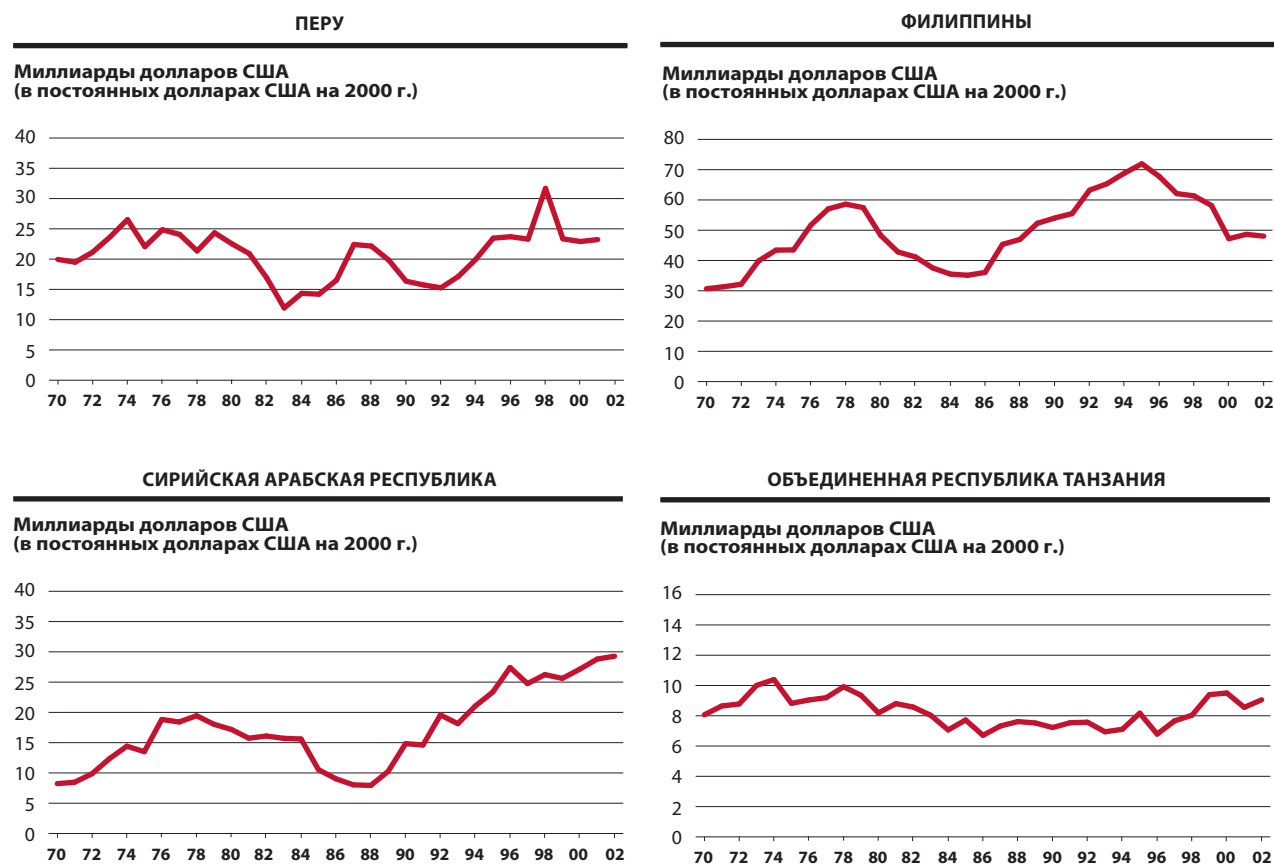 ПЕРУ
Миллиарды долларов США
(в постоянных долларах США на 2000 г.)
40
35
30
25
20
15
10
5
0
70 72 74 76 78 80 82 84 86 88 90 92 94 96 98 00 02
ФИЛИППИНЫ
Миллиарды долларов США
(в постоянных долларах США на 2000 г.)
80
70
60
50
40
30
20
10
0
70 72 74 76 78 80 82 84 86 88 90 92 94 96 98 00 02
СИРИЙСКАЯ АРАБСКАЯ РЕСПУБЛИКА
Миллиарды долларов США
(в постоянных долларах США на 2000 г.)
40
35
30
25
20
15
10
5
0
70 72 74 76 78 80 82 84 86 88 90 92 94 96 98 00 02
ОБЪЕДИНЕННАЯ РЕСПУБЛИКА ТАНЗАНИЯ
Миллиарды долларов США
(в постоянных долларах США на 2000 г.)
16
14
12
10
8
6
4
2
0
70 72 74 76 78 80 82 84 86 88 90 92 94 96 98 00 02